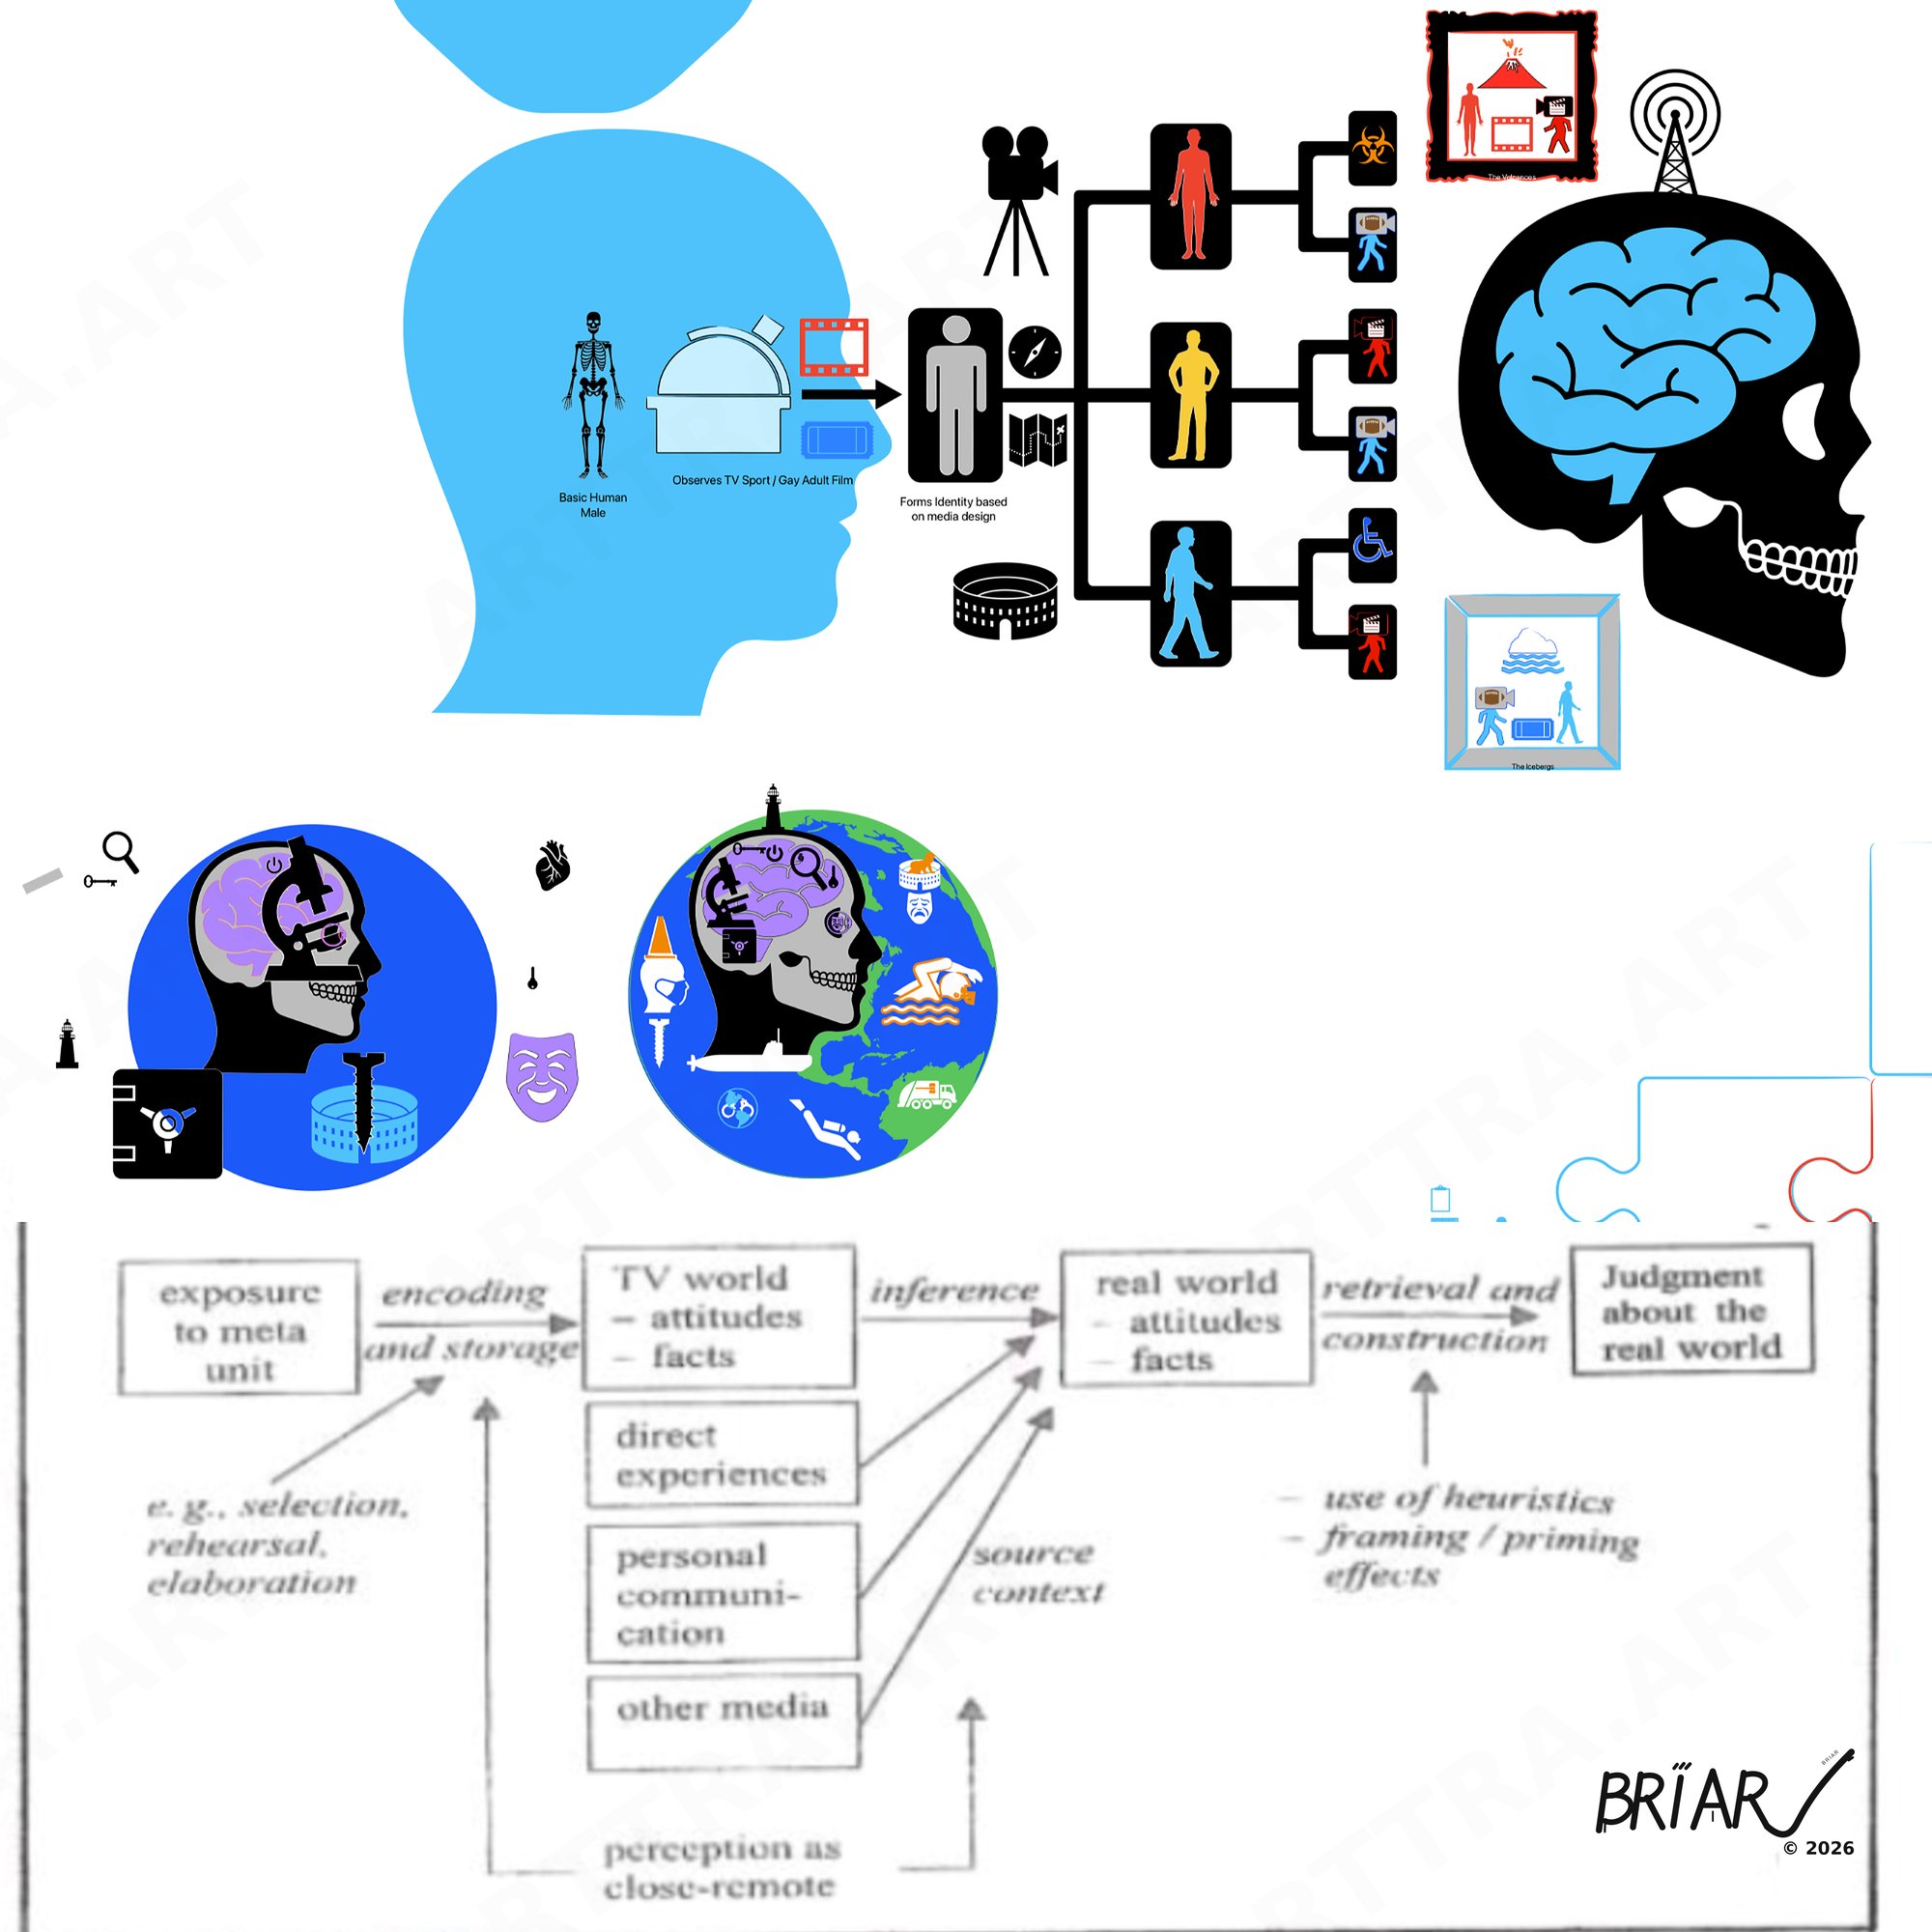 The Volcanoes
Basic Human
Male
Observes TV Sport / Gay Adult Film
Forms Identity based
on media design
The Icebergs
exposure
to meta
unit
encoding
and storage
TV world
– attitudes
– facts
inference
real world
– attitudes
– facts
retrieval and
construction
Judgment
about the
real world
direct
experiences
e. g., selection,
rehearsal,
elaboration
personal
communi-
cation
source
context
– use of heuristics
– framing / priming
effects
other media
perception as
close-remote
BRÏAR
BRIAR
© 2026
ARTTRA.ART